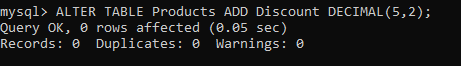 mysql> ALTER TABLE Products ADD Discount DECIMAL(5,2);
Query OK, 0 rows affected (0.05 sec)
Records: 0  Duplicates: 0  Warnings: 0